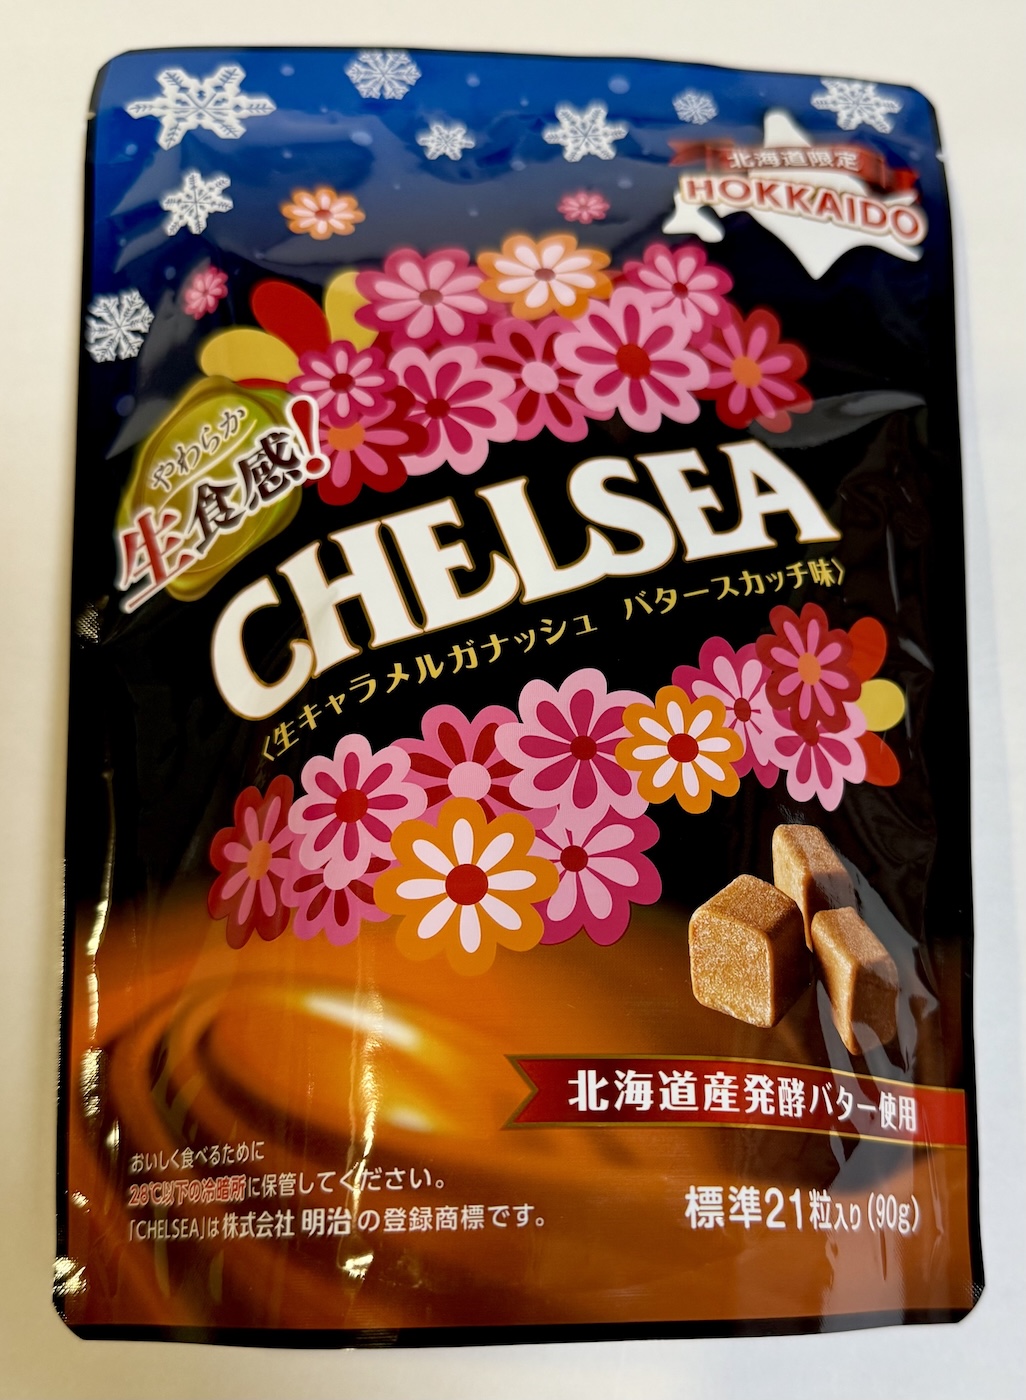 北海道限定
HOKKAIDO
やわらか
生食感!
CHELSEA
〈生キャラメルガナッシュ バタースカッチ味〉
北海道産発酵バター使用
おいしく食べるために
28℃以下の冷暗所に保管してください。
「CHELSEA」は株式会社 明治 の登録商標です。
標準21粒入り(90g)